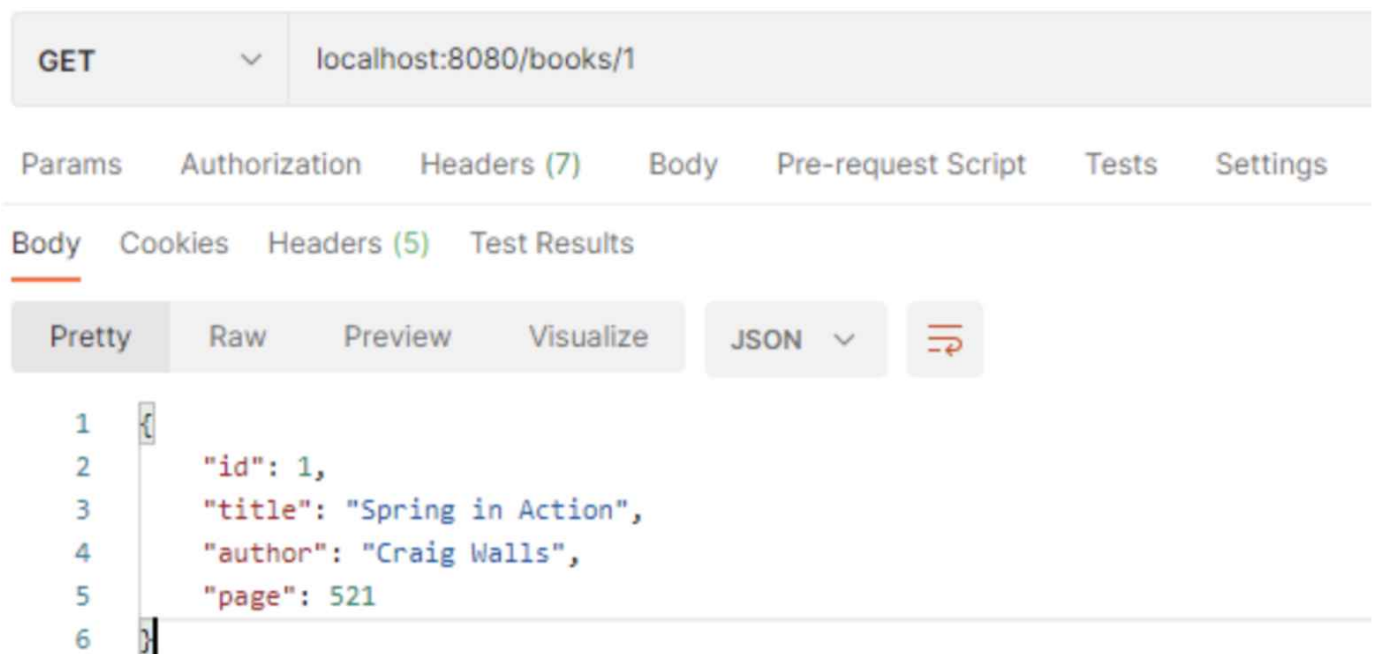 GET localhost:8080/books/1
Params Authorization Headers (7) Body Pre-request Script Tests Settings
Body Cookies Headers (5) Test Results
Pretty Raw Preview Visualize JSON
1 {
2 "id": 1,
3 "title": "Spring in Action",
4 "author": "Craig Walls",
5 "page": 521
6 }